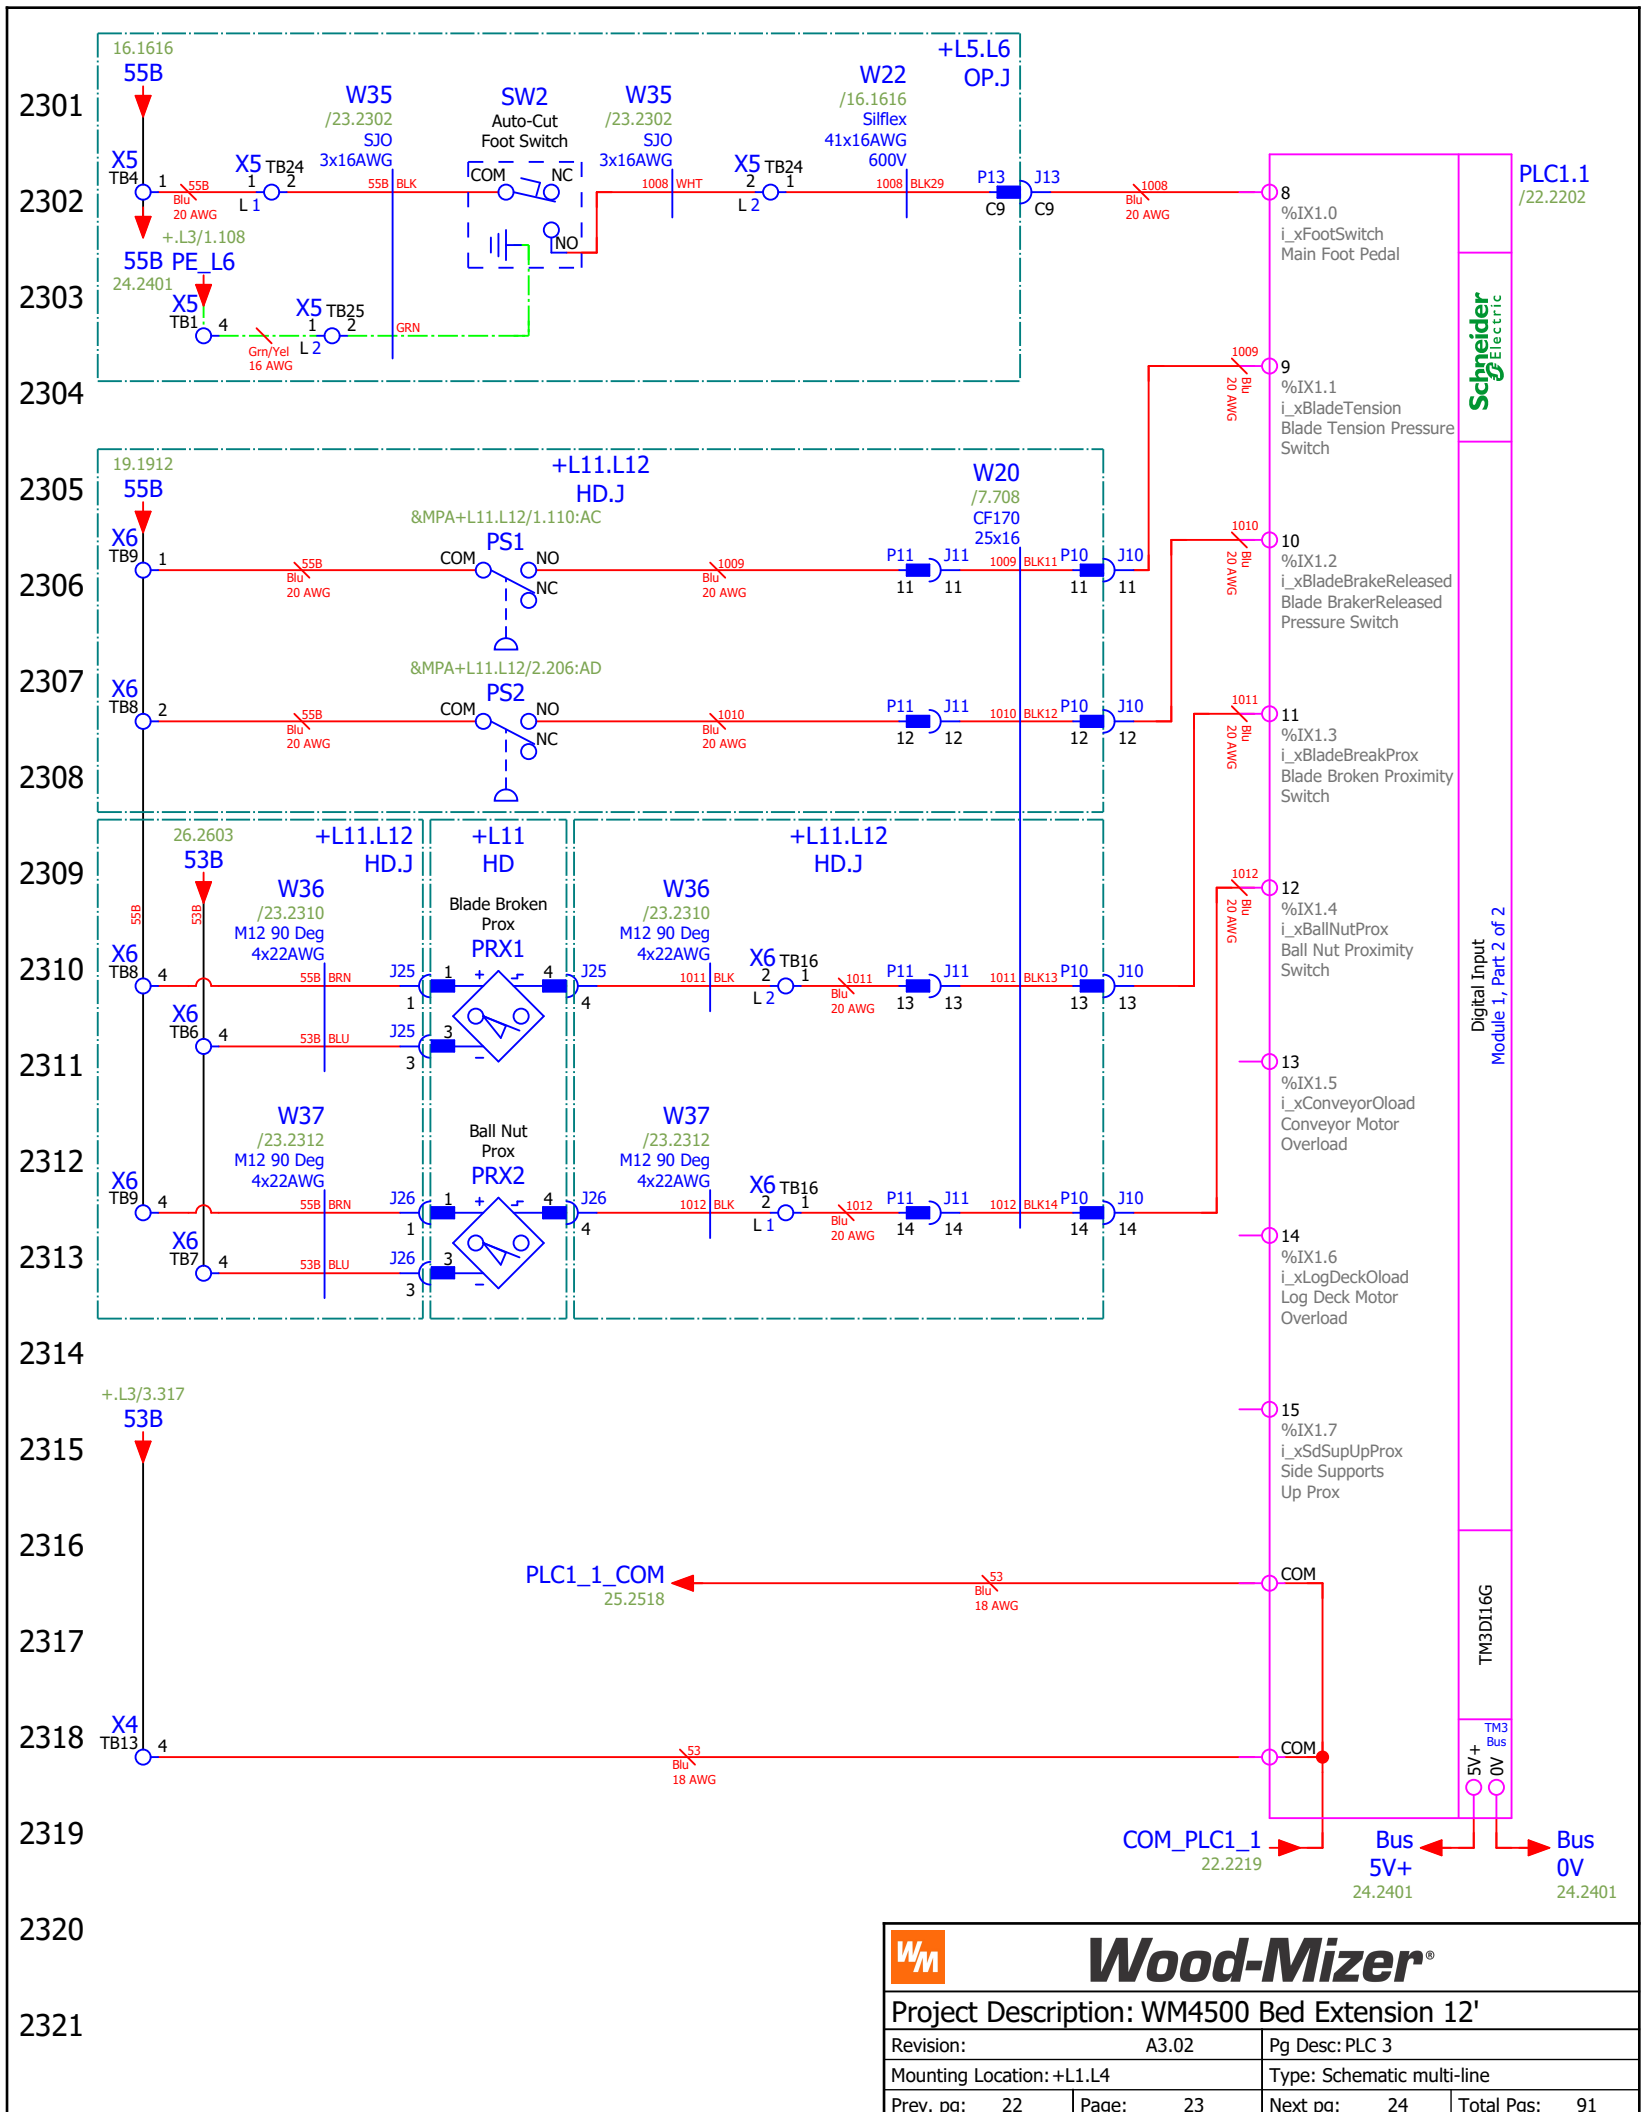 2301
2302
2303
2304
2305
2306
2307
2308
2309
2310
2311
2312
2313
2314
2315
2316
2317
2318
2319
2320
2321
16.1616
55B
+L5.L6
OP.J
W35
/23.2302
SJO
3x16AWG
SW2
Auto-Cut
Foot Switch
W35
/23.2302
SJO
3x16AWG
W22
/16.1616
Silflex
41x16AWG
600V
X5
TB4
1
55B
Blu
20 AWG
X5 TB24
1 2
L 1
55B BLK
COM
NC
NO
1008 WHT
X5 TB24
2 1
L 2
1008 BLK29
P13 J13
C9 C9
1008
Blu
20 AWG
+.L3/1.108
55B PE_L6
24.2401
X5
TB1
4
Grn/Yel
16 AWG
X5 TB25
1 2
L 2
GRN
PLC1.1
/22.2202
8
%IX1.0
i_xFootSwitch
Main Foot Pedal
Schneider
Electric
1009
Blu
20 AWG
9
%IX1.1
i_xBladeTension
Blade Tension Pressure
Switch
19.1912
55B
+L11.L12
HD.J
W20
/7.708
CF170
25x16
&MPA+L11.L12/1.110:AC
PS1
X6
TB9
1
55B
Blu
20 AWG
COM
NO
NC
1009
Blu
20 AWG
P11 J11
11 11
1009 BLK11
P10 J10
11 11
1010
Blu
20 AWG
10
%IX1.2
i_xBladeBrakeReleased
Blade BrakerReleased
Pressure Switch
&MPA+L11.L12/2.206:AD
PS2
X6
TB8
2
55B
Blu
20 AWG
COM
NO
NC
1010
Blu
20 AWG
P11 J11
12 12
1010 BLK12
P10 J10
12 12
1011
Blu
20 AWG
11
%IX1.3
i_xBladeBreakProx
Blade Broken Proximity
Switch
26.2603
53B
+L11.L12
HD.J
+L11
HD
+L11.L12
HD.J
55B
53B
W36
/23.2310
M12 90 Deg
4x22AWG
Blade Broken
Prox
PRX1
W36
/23.2310
M12 90 Deg
4x22AWG
X6
TB8
4
55B BRN
J25
1
1
+
4
J25
4
1011 BLK
X6 TB16
2 1
L 2
1011
Blu
20 AWG
P11 J11
13 13
1011 BLK13
P10 J10
13 13
X6
TB6
4
53B BLU
J25
3
3
-
1012
Blu
20 AWG
12
%IX1.4
i_xBallNutProx
Ball Nut Proximity
Switch
Digital Input
Module 1, Part 2 of 2
13
%IX1.5
i_xConveyorOload
Conveyor Motor
Overload
W37
/23.2312
M12 90 Deg
4x22AWG
Ball Nut
Prox
PRX2
W37
/23.2312
M12 90 Deg
4x22AWG
X6
TB9
4
55B BRN
J26
1
1
+
4
J26
4
1012 BLK
X6 TB16
2 1
L 1
1012
Blu
20 AWG
P11 J11
14 14
1012 BLK14
P10 J10
14 14
X6
TB7
4
53B BLU
J26
3
3
-
14
%IX1.6
i_xLogDeckOload
Log Deck Motor
Overload
+.L3/3.317
53B
15
%IX1.7
i_xSdSupUpProx
Side Supports
Up Prox
PLC1_1_COM
25.2518
53
Blu
18 AWG
COM
TM3DI16G
X4
TB13
4
53
Blu
18 AWG
COM
TM3
Bus
5V+
0V
COM_PLC1_1
22.2219
Bus
5V+
24.2401
Bus
0V
24.2401
WM
Wood-Mizer®
Project Description: WM4500 Bed Extension 12'
Revision: A3.02
Pg Desc: PLC 3
Mounting Location: +L1.L4
Type: Schematic multi-line
Prev. pg: 22
Page: 23
Next pg: 24
Total Pgs: 91